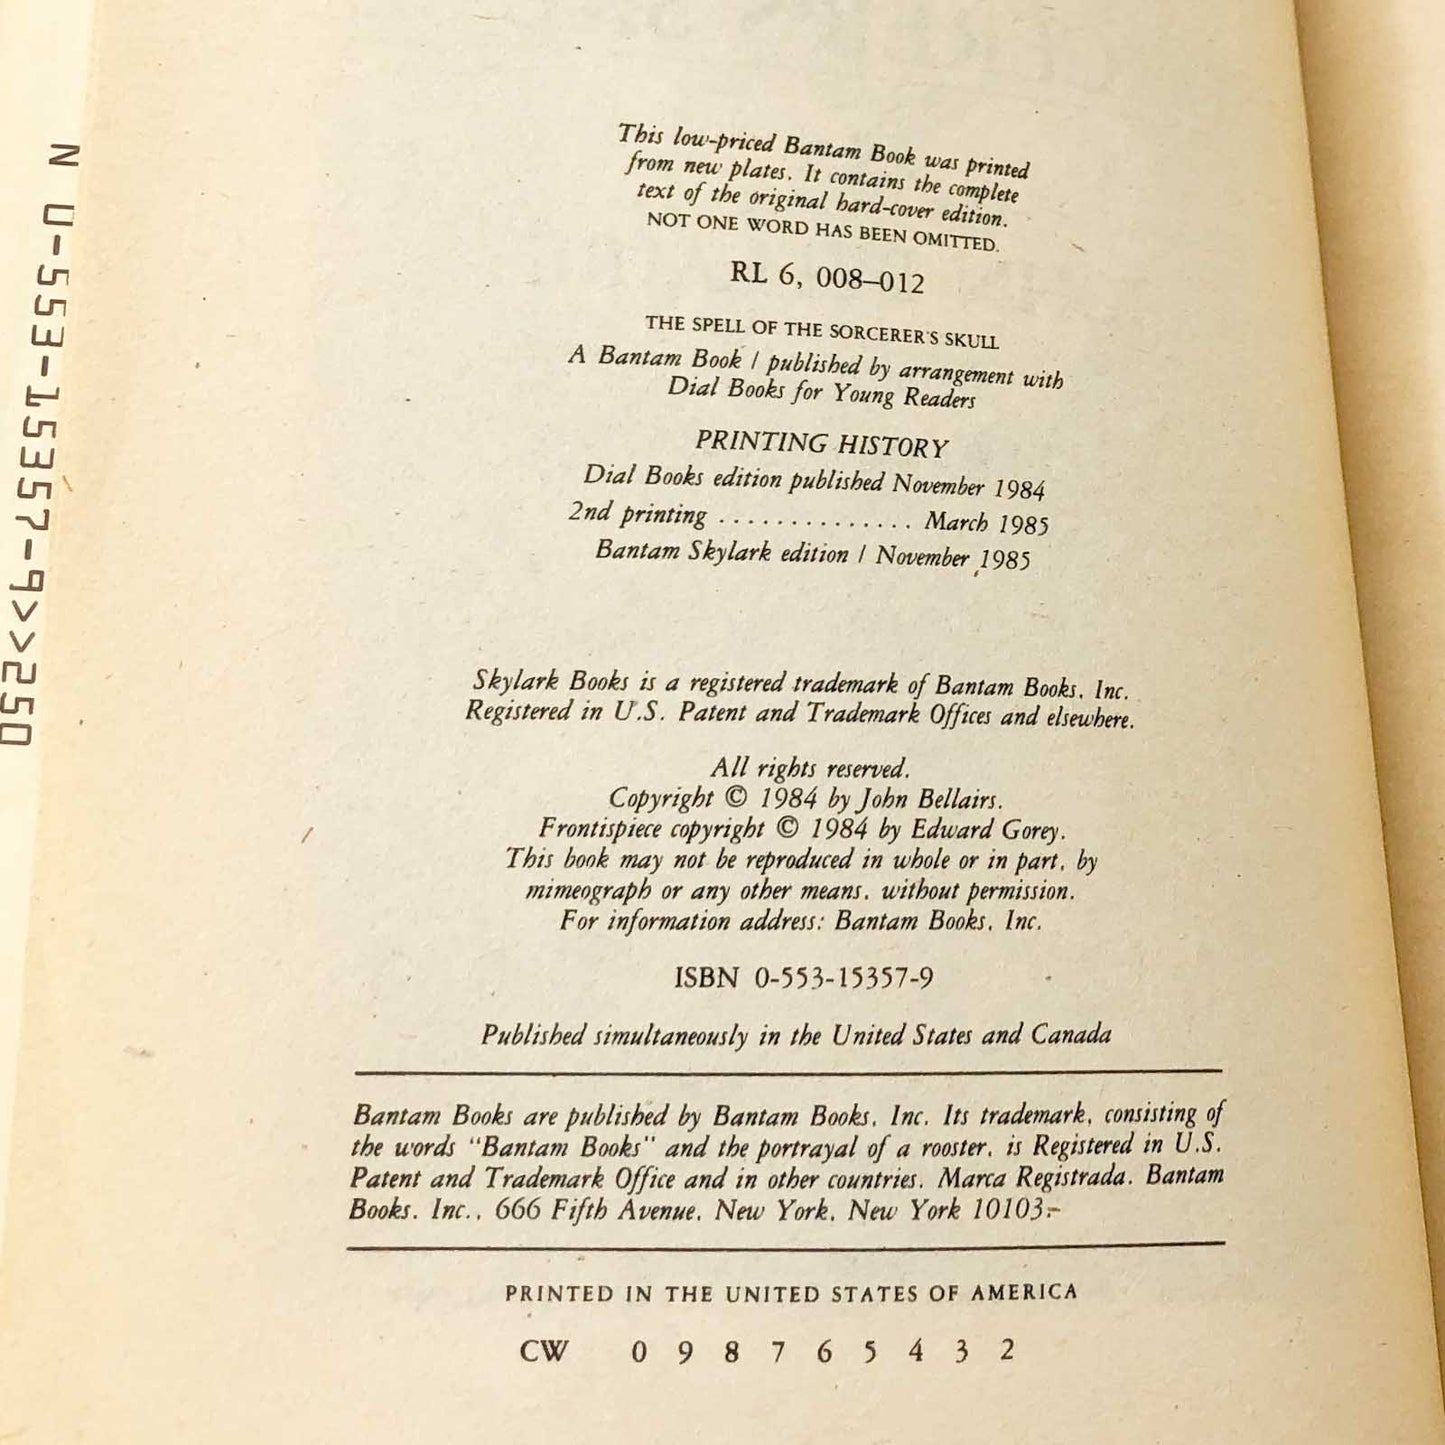 N 0-553-15357-9>>250
This low-priced Bantam Book was printed
from new plates. It contains the complete
text of the original hard-cover edition.
NOT ONE WORD HAS BEEN OMITTED.
RL 6, 008–012
THE SPELL OF THE SORCERER'S SKULL
A Bantam Book / published by arrangement with
Dial Books for Young Readers
PRINTING HISTORY
Dial Books edition published November 1984
2nd printing . . . . . . . . . . . . . . March 1985
Bantam Skylark edition / November 1985
Skylark Books is a registered trademark of Bantam Books, Inc.
Registered in U.S. Patent and Trademark Offices and elsewhere.
All rights reserved.
Copyright © 1984 by John Bellairs.
Frontispiece copyright © 1984 by Edward Gorey.
This book may not be reproduced in whole or in part, by
mimeograph or any other means, without permission.
For information address: Bantam Books, Inc.
ISBN 0-553-15357-9
Published simultaneously in the United States and Canada
Bantam Books are published by Bantam Books, Inc. Its trademark, consisting of
the words "Bantam Books" and the portrayal of a rooster, is Registered in U.S.
Patent and Trademark Office and in other countries. Marca Registrada. Bantam
Books, Inc., 666 Fifth Avenue, New York, New York 10103.
PRINTED IN THE UNITED STATES OF AMERICA
CW 0 9 8 7 6 5 4 3 2